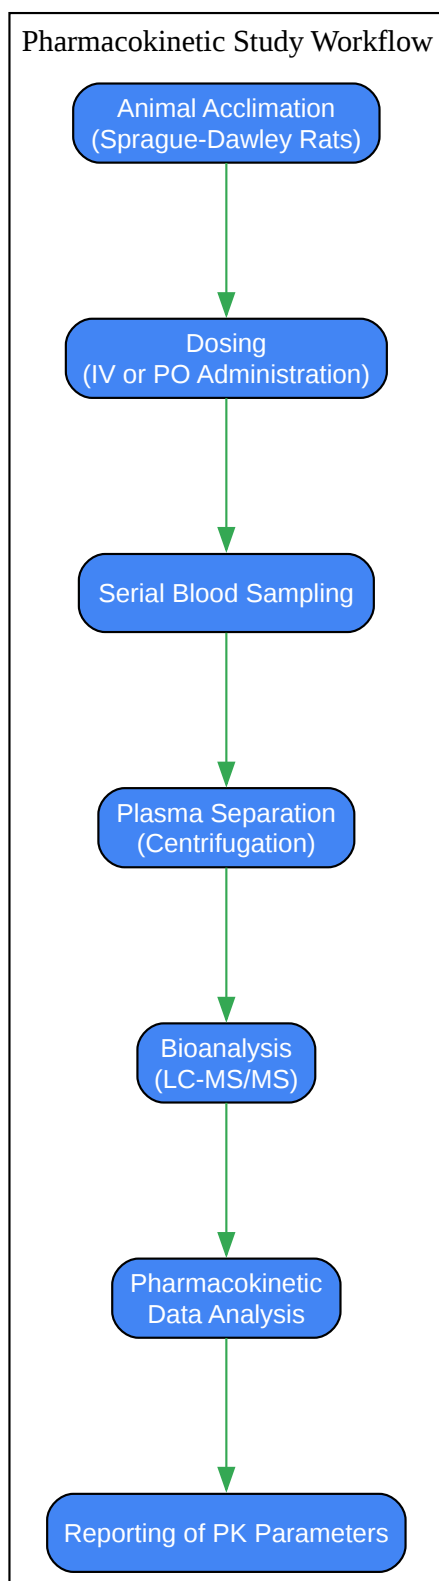 Pharmacokinetic Study Workflow
Animal Acclimation
(Sprague-Dawley Rats)
Dosing
(IV or PO Administration)
Serial Blood Sampling
Plasma Separation
(Centrifugation)
Bioanalysis
(LC-MS/MS)
Pharmacokinetic
Data Analysis
Reporting of PK Parameters